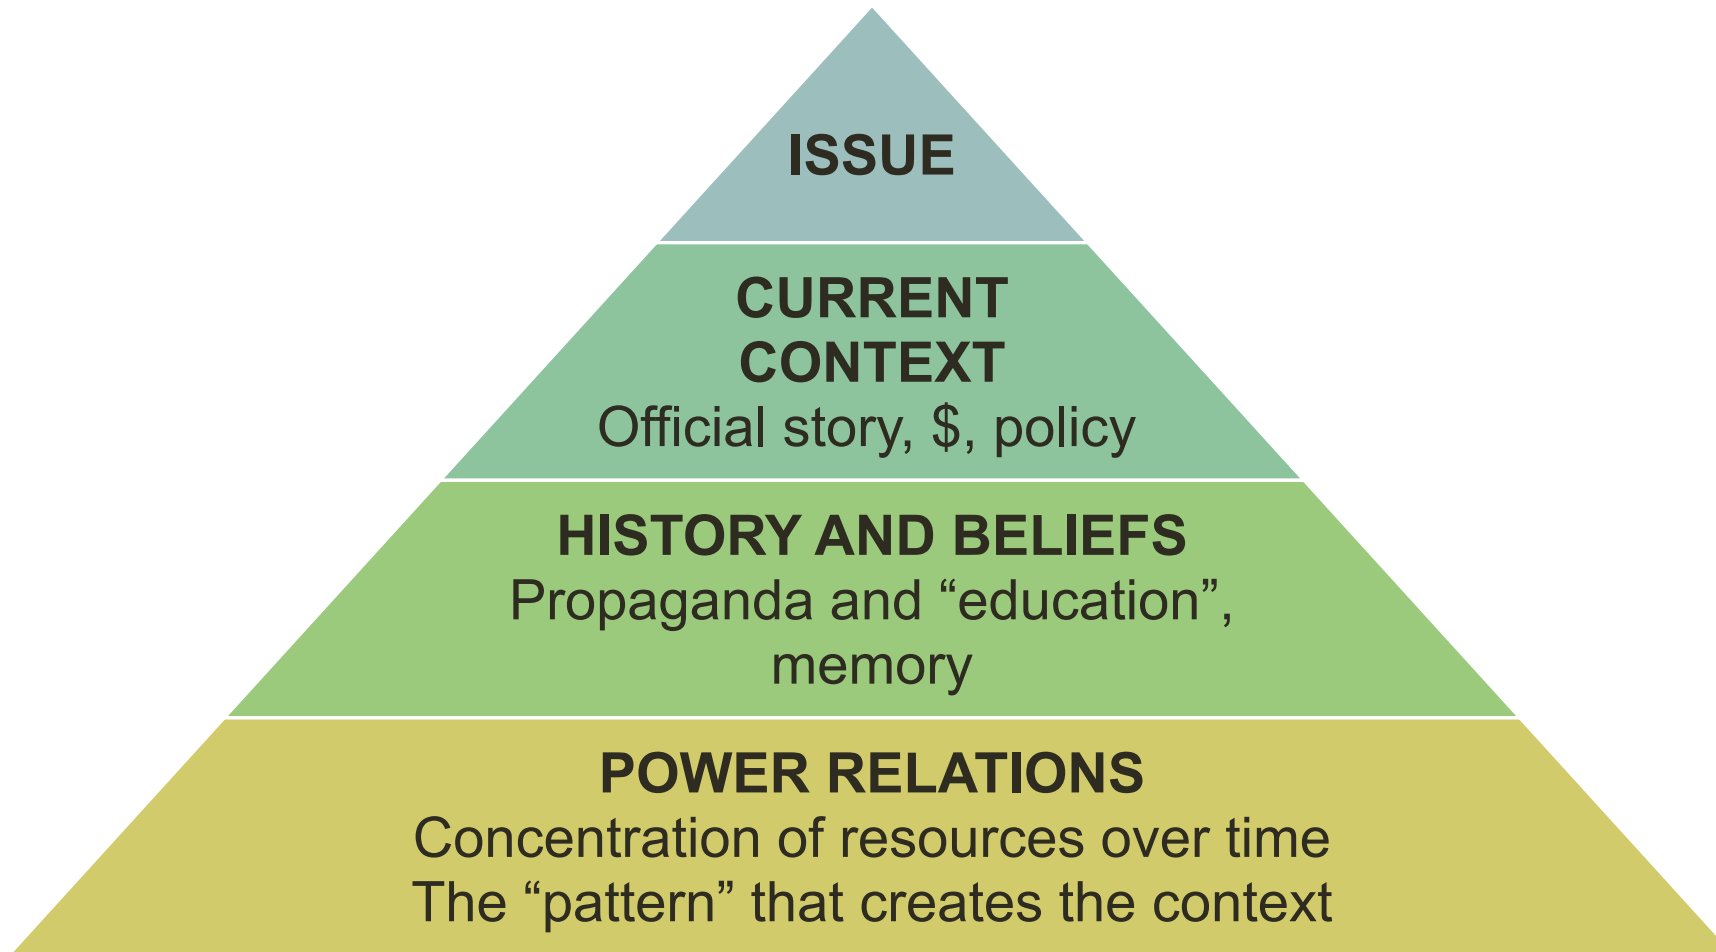 ISSUE
CURRENT
CONTEXT
Official story, $, policy
HISTORY AND BELIEFS
Propaganda and “education”,
memory
POWER RELATIONS
Concentration of resources over time
The “pattern” that creates the context